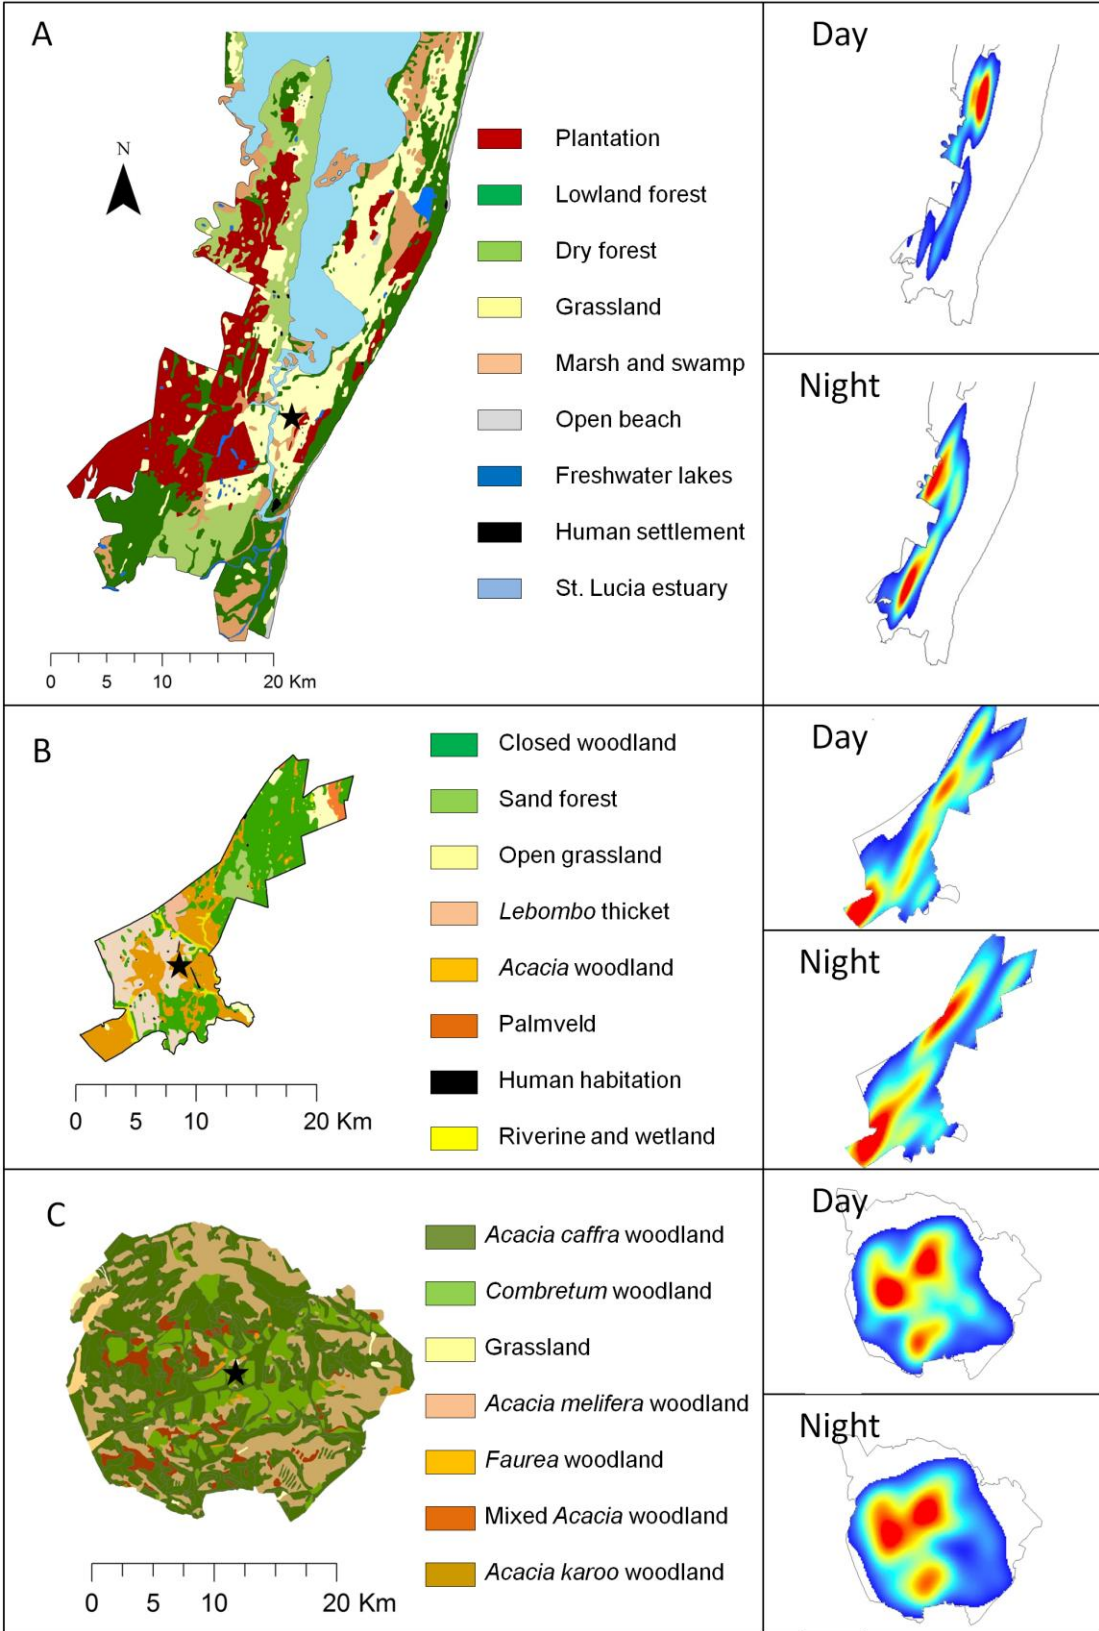 A
N
Plantation
Lowland forest
Dry forest
Grassland
Marsh and swamp
Open beach
Freshwater lakes
Human settlement
St. Lucia estuary
0 5 10 20 Km
Day
Night
B
Closed woodland
Sand forest
Open grassland
Lebombo thicket
Acacia woodland
Palmveld
Human habitation
Riverine and wetland
0 5 10 20 Km
Day
Night
C
Acacia caffra woodland
Combretum woodland
Grassland
Acacia melifera woodland
Faurea woodland
Mixed Acacia woodland
Acacia karoo woodland
0 5 10 20 Km
Day
Night